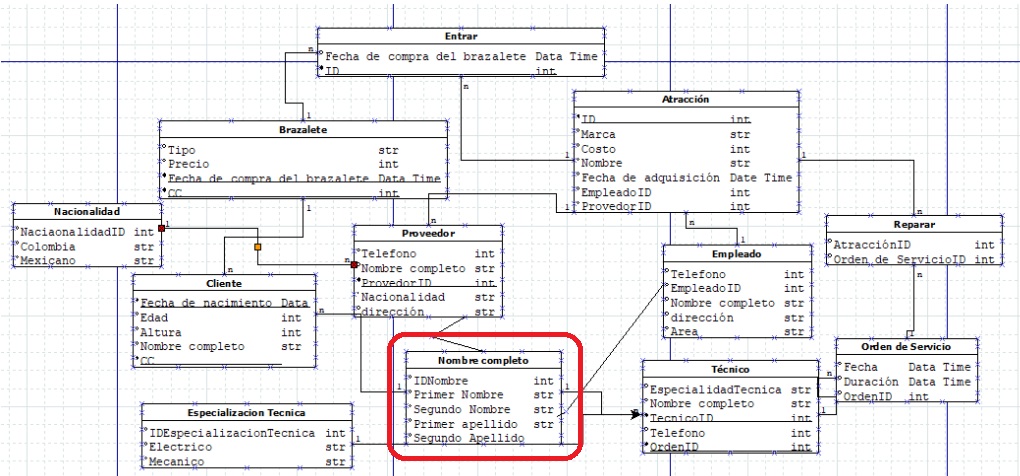 Entrar
Fecha de compra del brazalete Data Time
ID int
n
n
1
Brazalete
Tipo str
Precio int
Fecha de compra del brazalete Data Time
CC int
1
Atracción
ID int
Marca str
Costo int
Nombre str
Fecha de adquisición Date Time
EmpleadoID int
ProvedorID int
1
1
1
n
n
Nacionalidad
NaciaonalidadID int
Colombia str
Mexicano str
1
n
Proveedor
Telefono int
Nombre completo str
ProvedorID int
Nacionalidad str
dirección str
n
Reparar
AtracciónID int
Orden de ServicioID int
n
1
Empleado
Telefono int
EmpleadoID int
Nombre completo str
dirección str
Area str
1
Cliente
Fecha de nacimiento Data
Edad int
Altura int
Nombre completo str
CC
n
n
Nombre completo
IDNombre int
Primer Nombre str
Segundo Nombre str
Primer apellido str
Segundo Apellido
1
1
Técnico
EspecialidadTecnica str
Nombre completo str
TecnicoID int
Telefono int
OrdenID int
n
1
Orden de Servicio
Fecha Data Time
Duración Data Time
OrdenID int
Especializacion Tecnica
IDEspecializacionTecnica int
Electrico str
Mecanico str
1